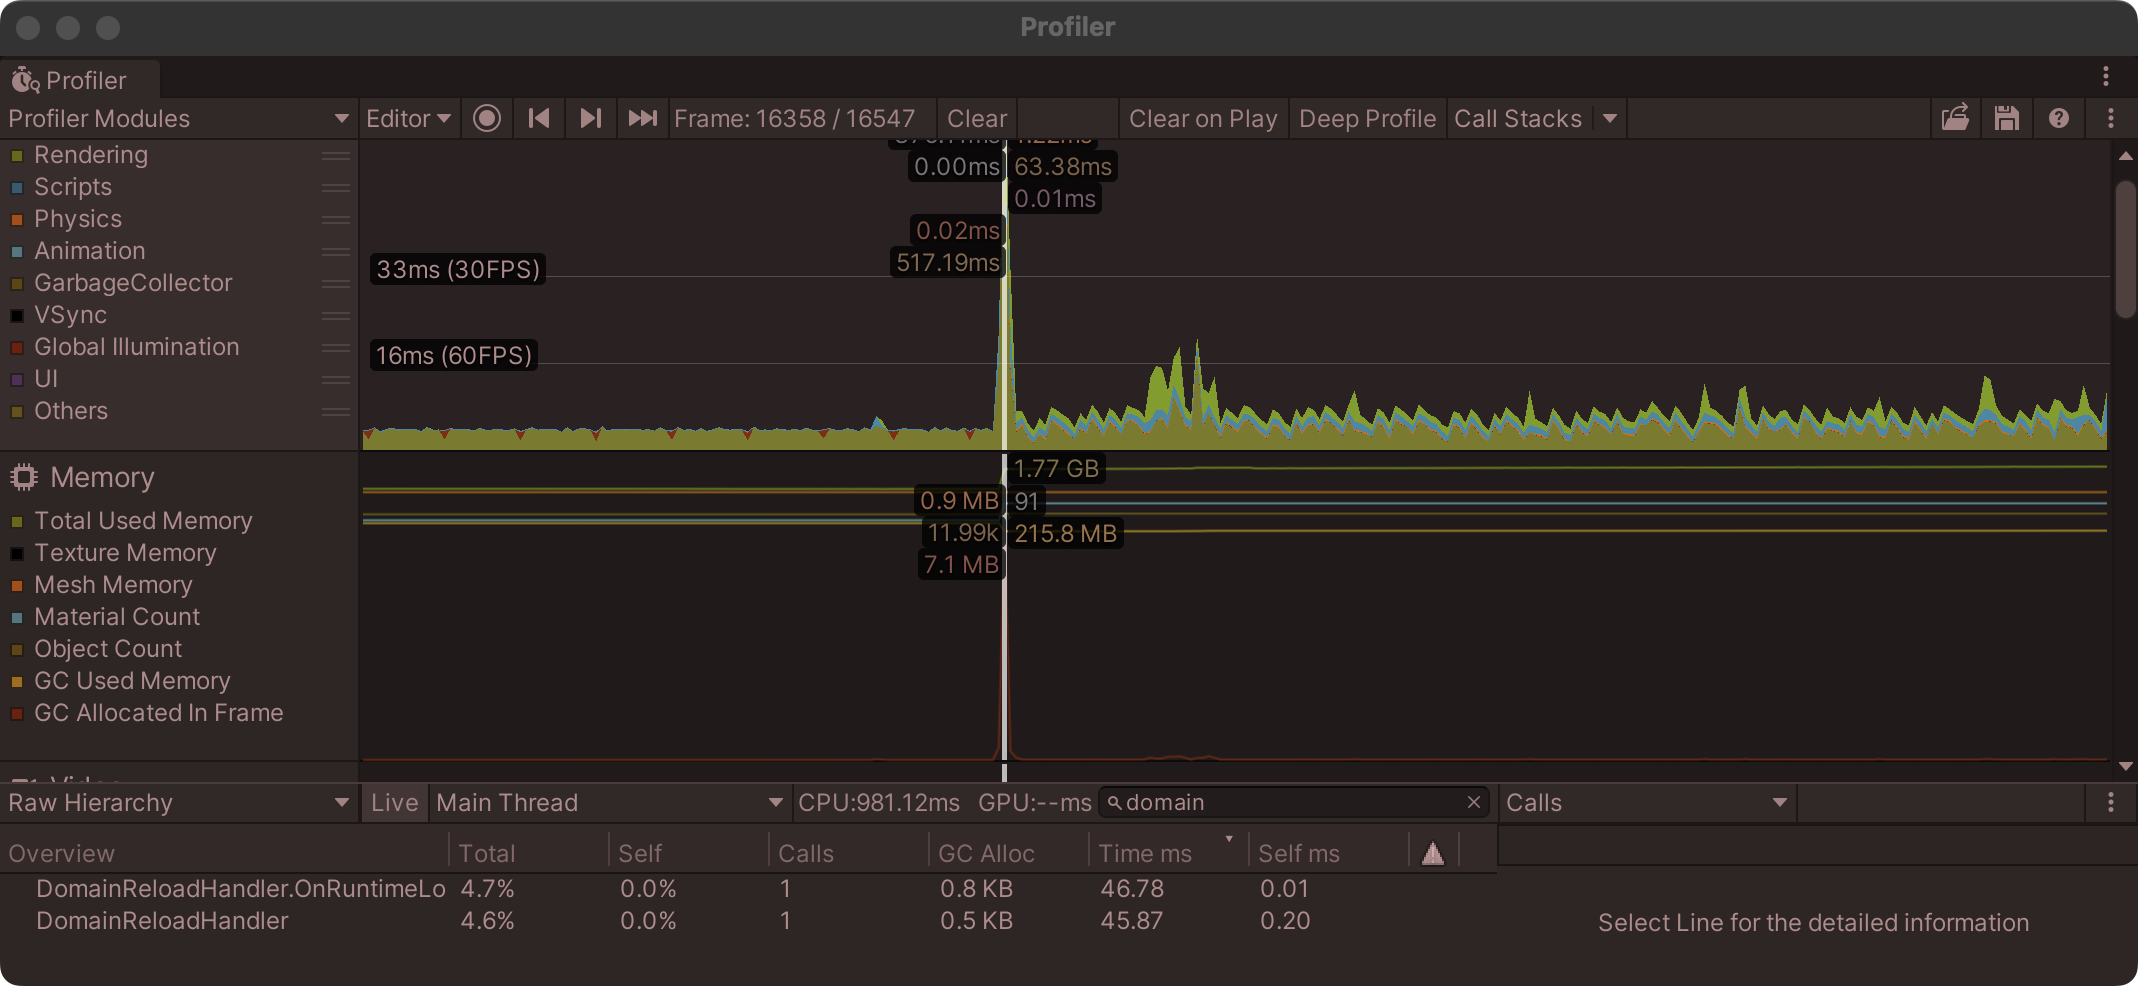 Profiler
Profiler
Profiler Modules Editor Frame: 16358 / 16547 Clear Clear on Play Deep Profile Call Stacks
Rendering
Scripts
Physics
Animation
GarbageCollector
VSync
Global Illumination
UI
Others
0.00ms 63.38ms
0.01ms
0.02ms
517.19ms
33ms (30FPS)
16ms (60FPS)
Memory
Total Used Memory
Texture Memory
Mesh Memory
Material Count
Object Count
GC Used Memory
GC Allocated In Frame
1.77 GB
0.9 MB 91
11.99k 215.8 MB
7.1 MB
Raw Hierarchy Live Main Thread CPU:981.12ms GPU:--ms domain Calls
Overview Total Self Calls GC Alloc Time ms Self ms
DomainReloadHandler.OnRuntimeLo 4.7% 0.0% 1 0.8 KB 46.78 0.01
DomainReloadHandler 4.6% 0.0% 1 0.5 KB 45.87 0.20
Select Line for the detailed information